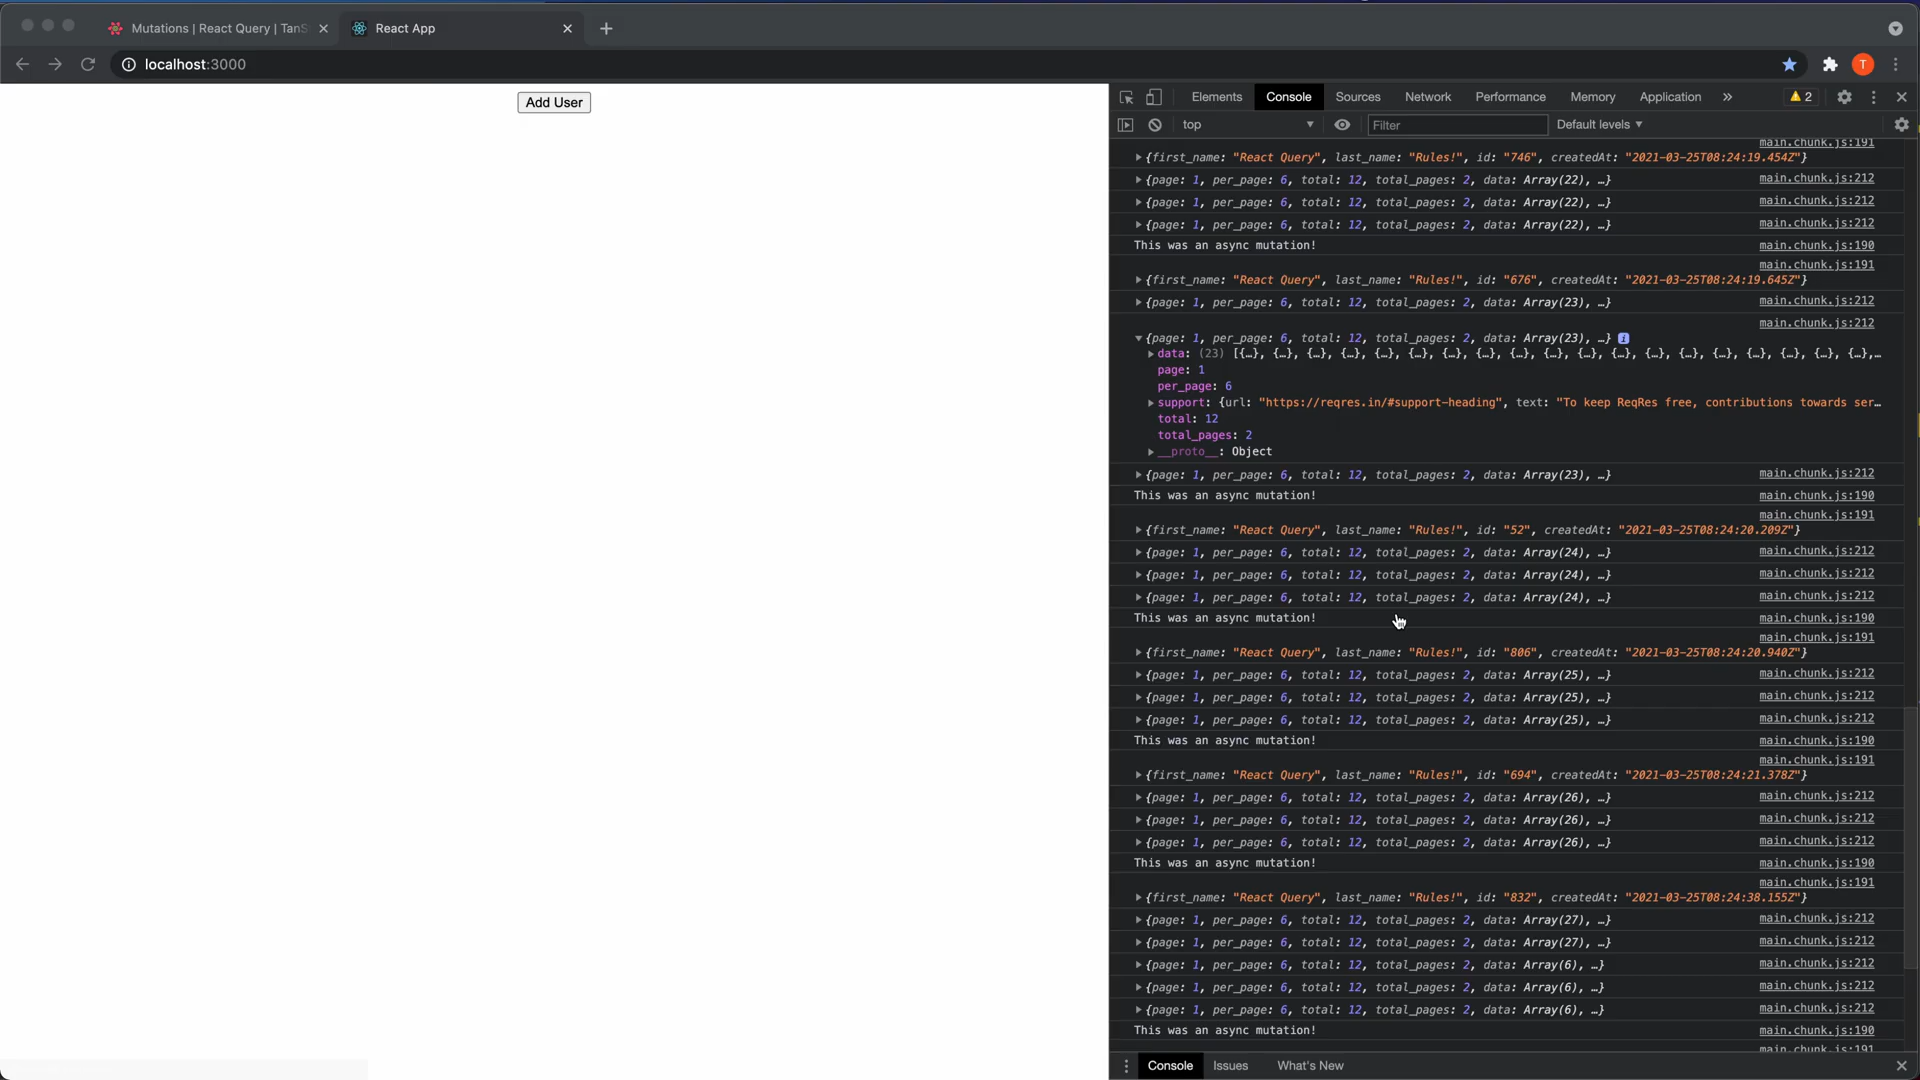 Mutations | React Query | TanS
React App
localhost:3000
Add User
Elements Console Sources Network Performance Memory Application » 2
top Filter Default levels
main.chunk.js:191
{first_name: "React Query", last_name: "Rules!", id: "746", createdAt: "2021-03-25T08:24:19.454Z"}
{page: 1, per_page: 6, total: 12, total_pages: 2, data: Array(22), …} main.chunk.js:212
{page: 1, per_page: 6, total: 12, total_pages: 2, data: Array(22), …} main.chunk.js:212
{page: 1, per_page: 6, total: 12, total_pages: 2, data: Array(22), …} main.chunk.js:212
This was an async mutation! main.chunk.js:190
main.chunk.js:191
{first_name: "React Query", last_name: "Rules!", id: "676", createdAt: "2021-03-25T08:24:19.645Z"}
{page: 1, per_page: 6, total: 12, total_pages: 2, data: Array(23), …} main.chunk.js:212
main.chunk.js:212
{page: 1, per_page: 6, total: 12, total_pages: 2, data: Array(23), …} i
data: (23) [{…}, {…}, {…}, {…}, {…}, {…}, {…}, {…}, {…}, {…}, {…}, {…}, {…}, {…}, {…}, {…}, {…}, {…}, {…},…
page: 1
per_page: 6
support: {url: "https://reqres.in/#support-heading", text: "To keep ReqRes free, contributions towards ser…
total: 12
total_pages: 2
__proto__: Object
{page: 1, per_page: 6, total: 12, total_pages: 2, data: Array(23), …} main.chunk.js:212
This was an async mutation! main.chunk.js:190
main.chunk.js:191
{first_name: "React Query", last_name: "Rules!", id: "52", createdAt: "2021-03-25T08:24:20.209Z"}
{page: 1, per_page: 6, total: 12, total_pages: 2, data: Array(24), …} main.chunk.js:212
{page: 1, per_page: 6, total: 12, total_pages: 2, data: Array(24), …} main.chunk.js:212
{page: 1, per_page: 6, total: 12, total_pages: 2, data: Array(24), …} main.chunk.js:212
This was an async mutation! main.chunk.js:190
main.chunk.js:191
{first_name: "React Query", last_name: "Rules!", id: "806", createdAt: "2021-03-25T08:24:20.940Z"}
{page: 1, per_page: 6, total: 12, total_pages: 2, data: Array(25), …} main.chunk.js:212
{page: 1, per_page: 6, total: 12, total_pages: 2, data: Array(25), …} main.chunk.js:212
{page: 1, per_page: 6, total: 12, total_pages: 2, data: Array(25), …} main.chunk.js:212
This was an async mutation! main.chunk.js:190
main.chunk.js:191
{first_name: "React Query", last_name: "Rules!", id: "694", createdAt: "2021-03-25T08:24:21.378Z"}
{page: 1, per_page: 6, total: 12, total_pages: 2, data: Array(26), …} main.chunk.js:212
{page: 1, per_page: 6, total: 12, total_pages: 2, data: Array(26), …} main.chunk.js:212
{page: 1, per_page: 6, total: 12, total_pages: 2, data: Array(26), …} main.chunk.js:212
This was an async mutation! main.chunk.js:190
main.chunk.js:191
{first_name: "React Query", last_name: "Rules!", id: "832", createdAt: "2021-03-25T08:24:38.155Z"}
{page: 1, per_page: 6, total: 12, total_pages: 2, data: Array(27), …} main.chunk.js:212
{page: 1, per_page: 6, total: 12, total_pages: 2, data: Array(27), …} main.chunk.js:212
{page: 1, per_page: 6, total: 12, total_pages: 2, data: Array(6), …} main.chunk.js:212
{page: 1, per_page: 6, total: 12, total_pages: 2, data: Array(6), …} main.chunk.js:212
{page: 1, per_page: 6, total: 12, total_pages: 2, data: Array(6), …} main.chunk.js:212
This was an async mutation! main.chunk.js:190
main.chunk.js:191
Console Issues What's New
T